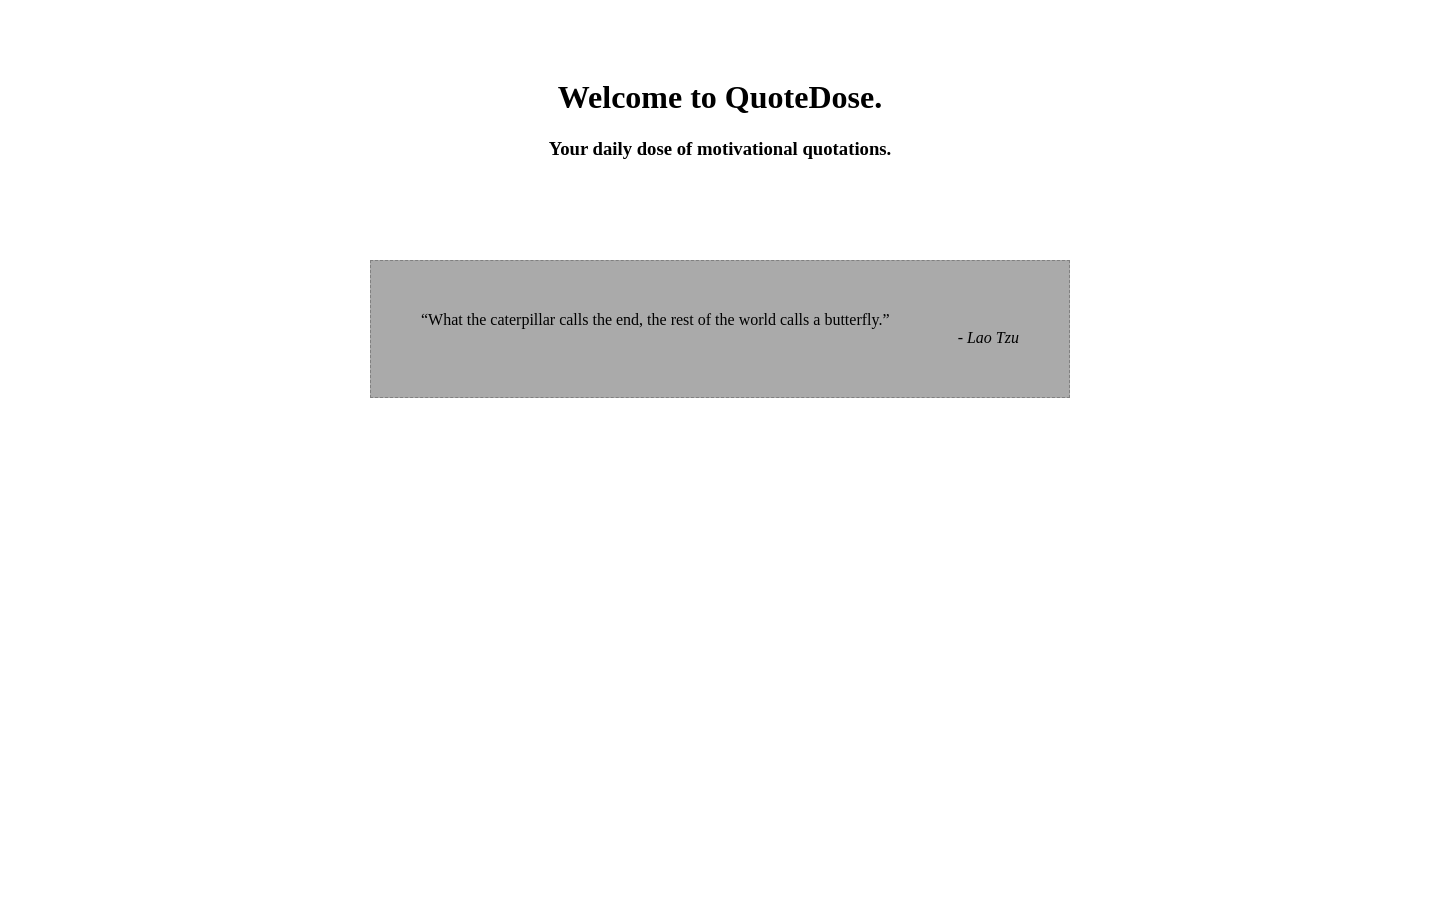 Welcome to QuoteDose.
Your daily dose of motivational quotations.
“What the caterpillar calls the end, the rest of the world calls a butterfly.”
- Lao Tzu